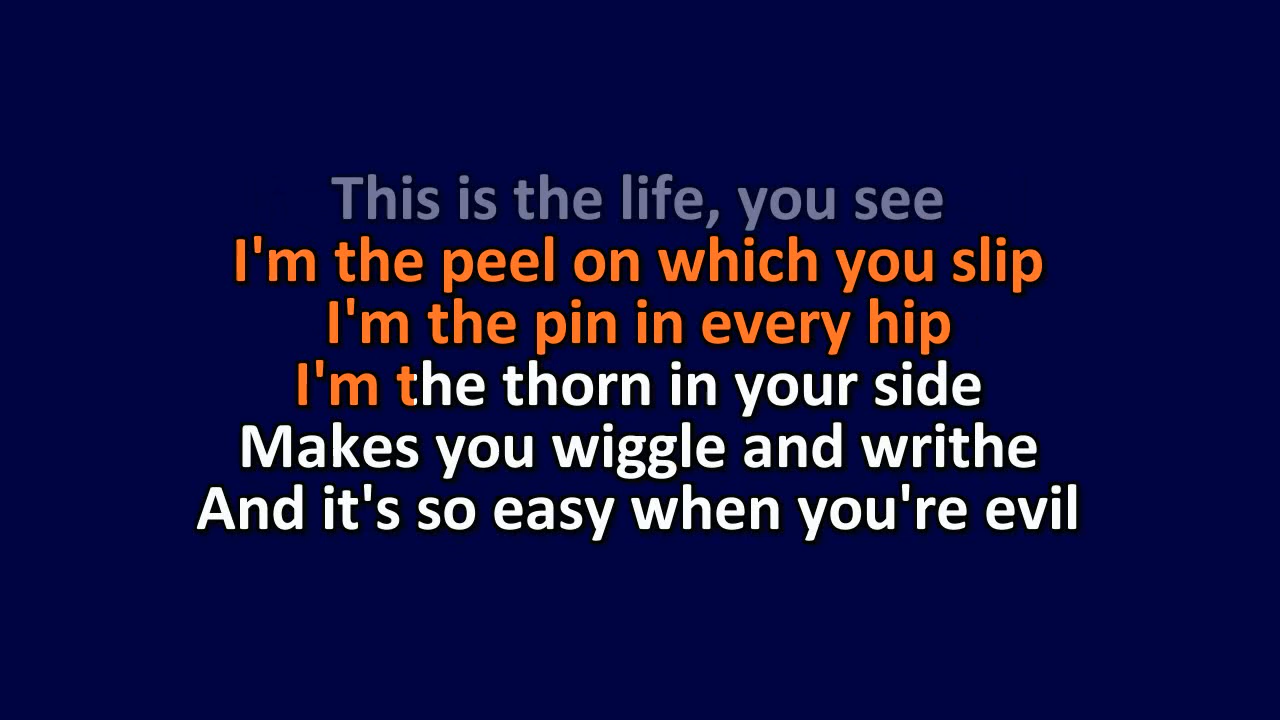 This is the life, you see
I'm the peel on which you slip
I'm the pin in every hip
I'm the thorn in your side
Makes you wiggle and writhe
And it's so easy when you're evil